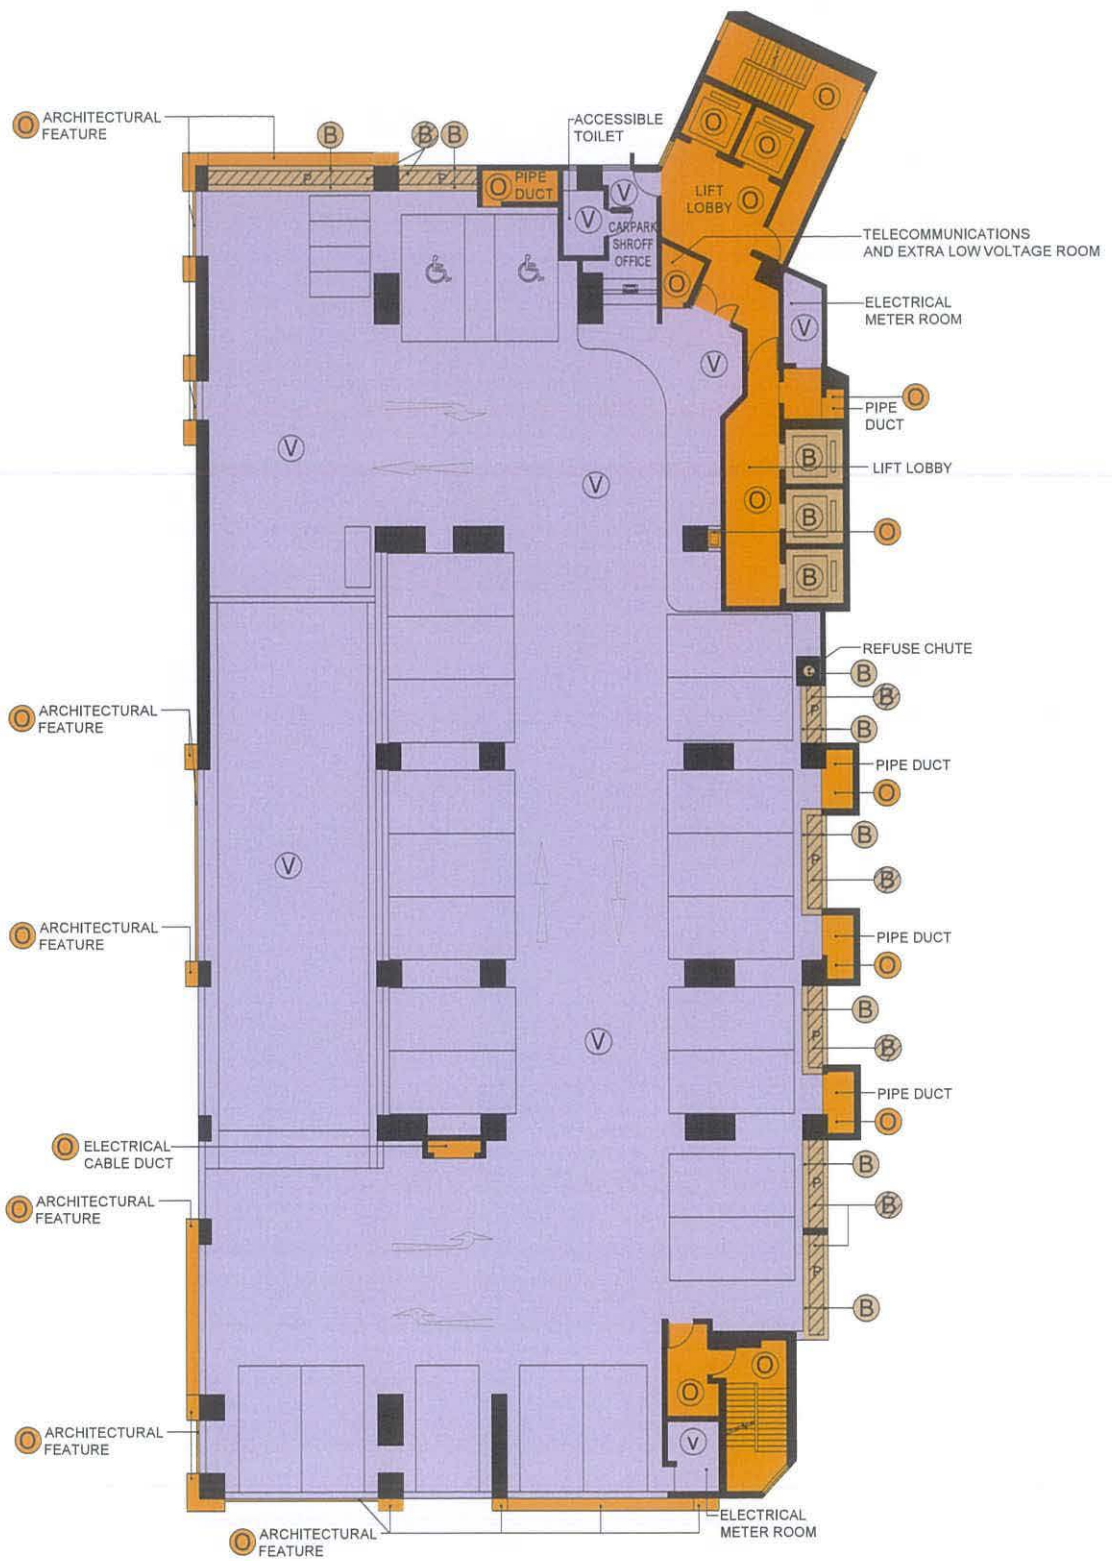 O ARCHITECTURAL
FEATURE
B
B
B
P
P
O PIPE
DUCT
ACCESSIBLE
TOILET
V
V
CARPARK
SHROFF
OFFICE
O
O
O
LIFT
LOBBY
O
TELECOMMUNICATIONS
AND EXTRA LOW VOLTAGE ROOM
O
ELECTRICAL
METER ROOM
V
V
O
PIPE
DUCT
V
V
B
LIFT LOBBY
O
B
O
B
REFUSE CHUTE
B
B
P
B
O ARCHITECTURAL
FEATURE
PIPE DUCT
O
B
P
B
V
O ARCHITECTURAL
FEATURE
PIPE DUCT
O
B
P
B
V
PIPE DUCT
O
O ELECTRICAL
CABLE DUCT
B
P
B
O ARCHITECTURAL
FEATURE
P
B
O
O
V
O ARCHITECTURAL
FEATURE
ELECTRICAL
METER ROOM
O ARCHITECTURAL
FEATURE